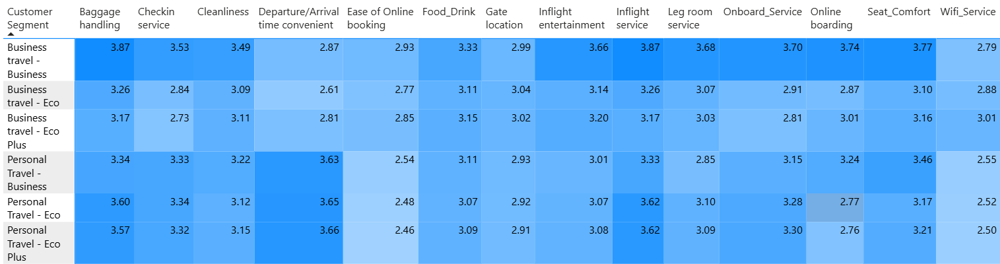 Customer Segment Baggage handling Checkin service Cleanliness Departure/Arrival time convenient Ease of Online booking Food_Drink Gate location Inflight entertainment Inflight service Leg room service Onboard_Service Online boarding Seat_Comfort Wifi_Service
Business travel - Business 3.87 3.53 3.49 2.87 2.93 3.33 2.99 3.66 3.87 3.68 3.70 3.74 3.77 2.79
Business travel - Eco 3.26 2.84 3.09 2.61 2.77 3.11 3.04 3.14 3.26 3.07 2.91 2.87 3.10 2.88
Business travel - Eco Plus 3.17 2.73 3.11 2.81 2.85 3.15 3.02 3.20 3.17 3.03 2.81 3.01 3.16 3.01
Personal Travel - Business 3.34 3.33 3.22 3.63 2.54 3.11 2.93 3.01 3.33 2.85 3.15 3.24 3.46 2.55
Personal Travel - Eco 3.60 3.34 3.12 3.65 2.48 3.07 2.92 3.07 3.62 3.10 3.28 2.77 3.17 2.52
Personal Travel - Eco Plus 3.57 3.32 3.15 3.66 2.46 3.09 2.91 3.08 3.62 3.09 3.30 2.76 3.21 2.50